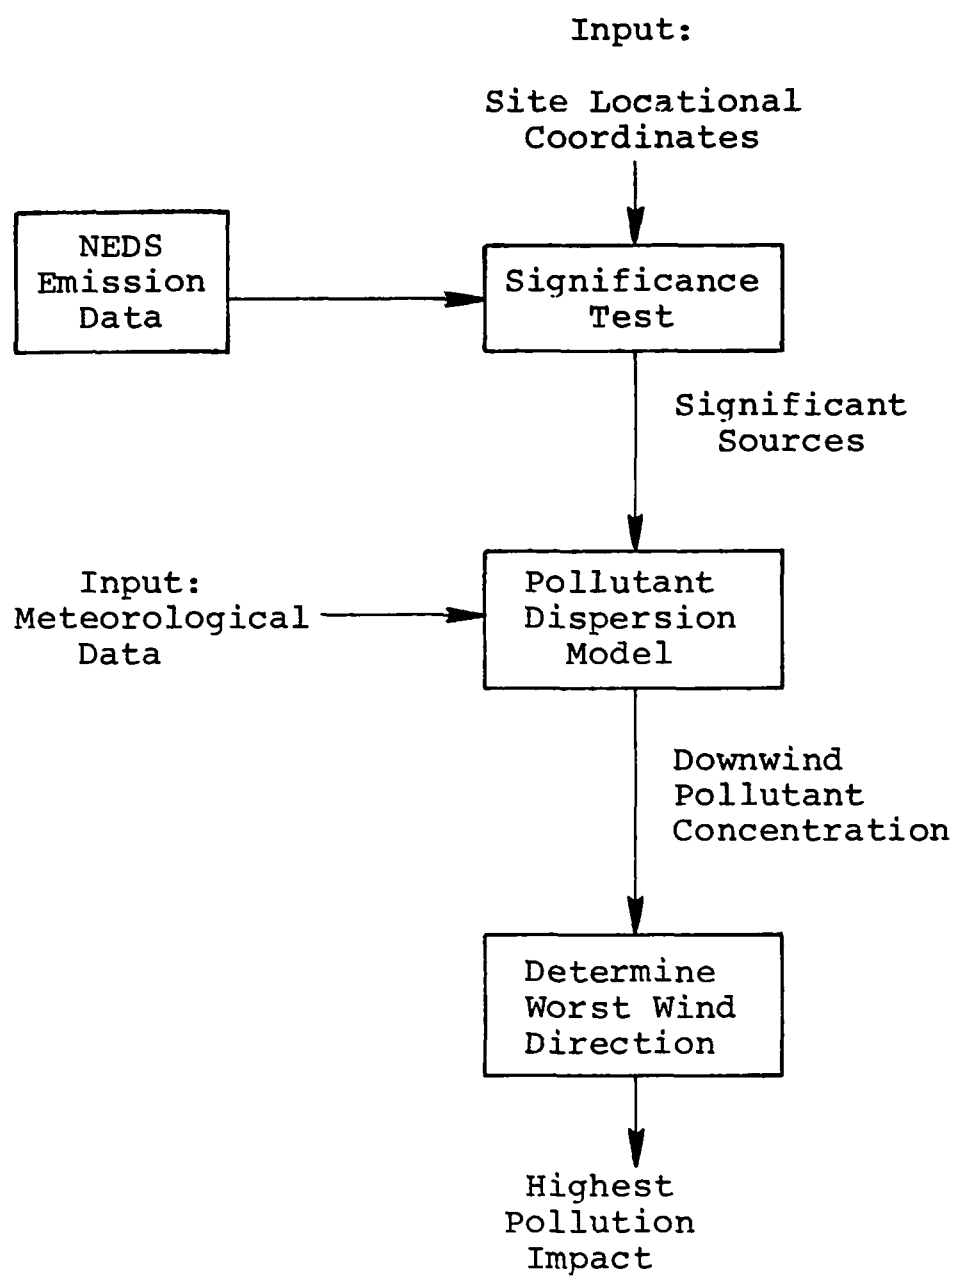 Input:
Site Locational
Coordinates
NEDS
Emission
Data
Significance
Test
Significant
Sources
Input:
Meteorological
Data
Pollutant
Dispersion
Model
Downwind
Pollutant
Concentration
Determine
Worst Wind
Direction
Highest
Pollution
Impact